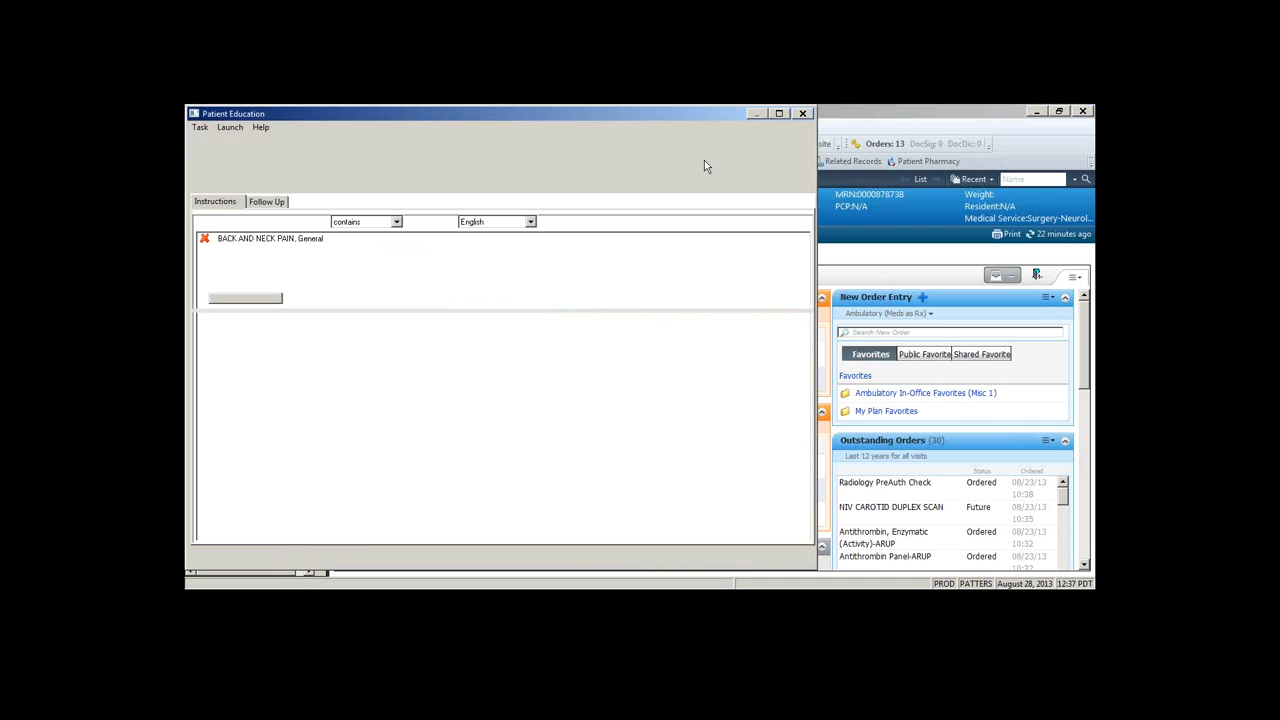 Patient Education
Task Launch Help
site Orders: 13 DocSig: 0 DocDic: 0
Related Records Patient Pharmacy
List Recent Name
MRN:0000878738 Weight:
PCP:N/A Resident:N/A
Medical Service:Surgery-Neurol...
Print 22 minutes ago
Instructions Follow Up
contains English
BACK AND NECK PAIN, General
New Order Entry
Ambulatory (Meds as Rx)
Search New Order
Favorites Public Favorite Shared Favorite
Favorites
Ambulatory In-Office Favorites (Misc 1)
My Plan Favorites
Outstanding Orders (30)
Last 12 years for all visits
Status Ordered
Radiology PreAuth Check Ordered 08/23/13
10:38
NIV CAROTID DUPLEX SCAN Future 08/23/13
10:35
Antithrombin, Enzymatic Ordered 08/23/13
(Activity)-ARUP 10:32
Antithrombin Panel-ARUP Ordered 08/23/13
10:32
PROD PATTERS August 28, 2013 12:37 PDT